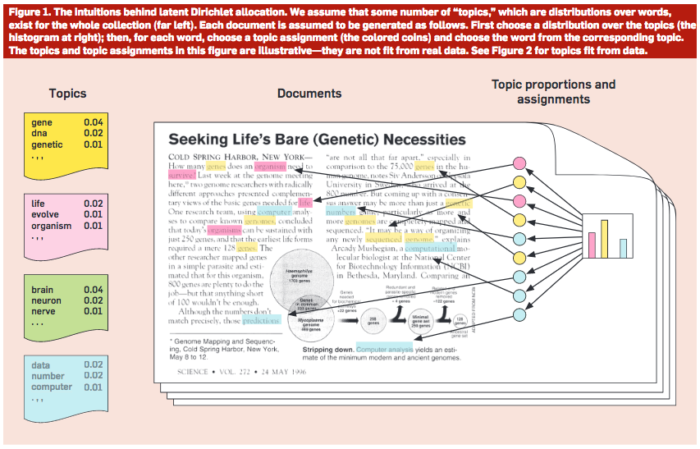 Figure 1. The intuitions behind latent Dirichlet allocation. We assume that some number of “topics,” which are distributions over words,
exist for the whole collection (far left). Each document is assumed to be generated as follows. First choose a distribution over the topics (the
histogram at right); then, for each word, choose a topic assignment (the colored coins) and choose the word from the corresponding topic.
The topics and topic assignments in this figure are illustrative—they are not fit from real data. See Figure 2 for topics fit from data.
Topics
Documents
Topic proportions and
assignments
gene 0.04
dna 0.02
genetic 0.01
. , ,
life 0.02
evolve 0.01
organism 0.01
. , ,
brain 0.04
neuron 0.02
nerve 0.01
...
data 0.02
number 0.02
computer 0.01
. , ,
Seeking Life's Bare (Genetic) Necessities
COLD SPRING HARBOR, NEW YORK—
How many genes does an organism need to
survive? Last week at the genome meeting
here,* two genome researchers with radically
different approaches presented complemen-
tary views of the basic genes needed for life.
One research team, using computer analy-
ses to compare known genomes, concluded
that today's organisms can be sustained with
just 250 genes, and that the earliest life forms
required a mere 128 genes. The
other researcher mapped genes
in a simple parasite and esti-
mated that for this organism,
800 genes are plenty to do the
job—but that anything short
of 100 wouldn't be enough.
Although the numbers don't
match precisely, those predictions
* Genome Mapping and Sequenc-
ing, Cold Spring Harbor, New York,
May 8 to 12.
“are not all that far apart,” especially in
comparison to the 75,000 genes in the hu-
man genome, notes Siv Andersson
University in arrived at the
800 number. But coming up with a
sus answer may be more than just a genetic
numbers particularly more and
more genomes are completely mapped and
sequenced. “It may be a way of organizing
any newly sequenced genome,” explains
Arcady Mushegian, a computational mo-
lecular biologist at the National Center
for Biotechnology Information (NCBI)
in Bethesda, Maryland. Comparing an
Haemophilus
genome
1703 genes
Mycoplasma
genome
Stripping down. Computer analysis yields an esti-
mate of the minimum modern and ancient genomes.
SCIENCE • VOL. 272 • 24 MAY 1996